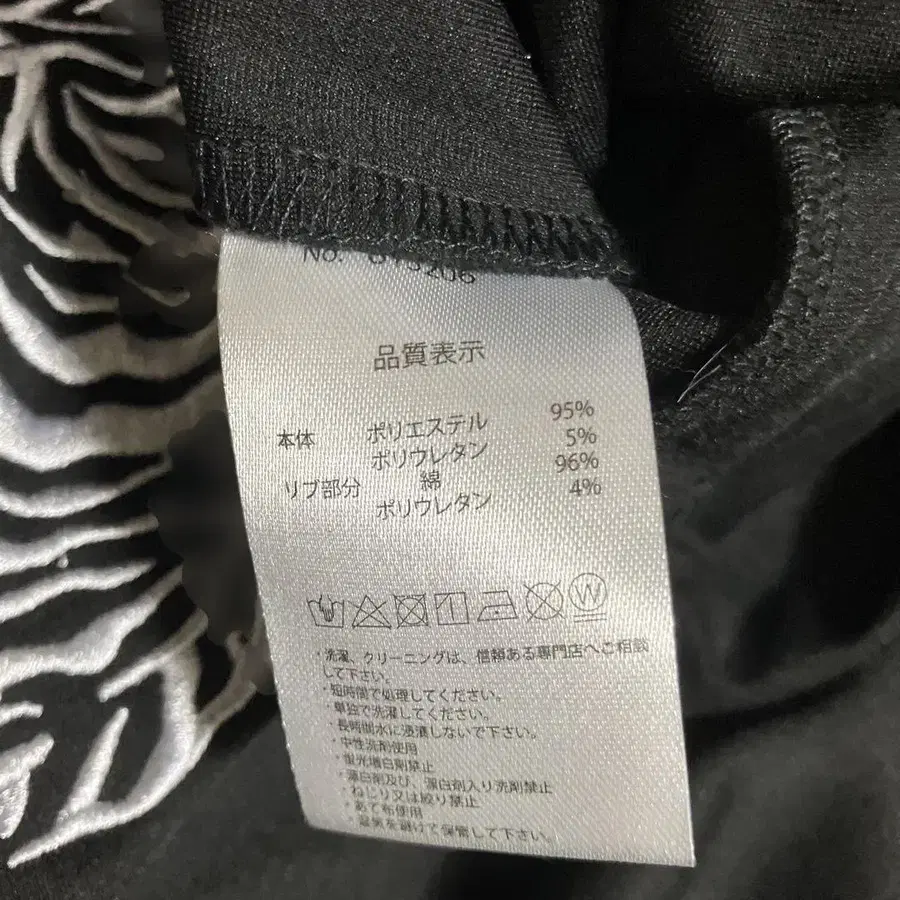 品質表示
本体 ポリエステル 95%
ポリウレタン 5%
リブ部分 綿 96%
ポリウレタン 4%
W
・洗濯、クリーニングは、信頼ある専門店へご相談
して下さい。
・短時間で処理してください。
単独で洗濯してください。
・長時間水に浸漬しないで下さい。
・中性洗剤使用
・蛍光増白剤禁止
・漂白剤及び、漂白剤入り洗剤禁止
・ねじり又は絞り禁止
・あて布使用
・湿気を避けて保管して下さい。